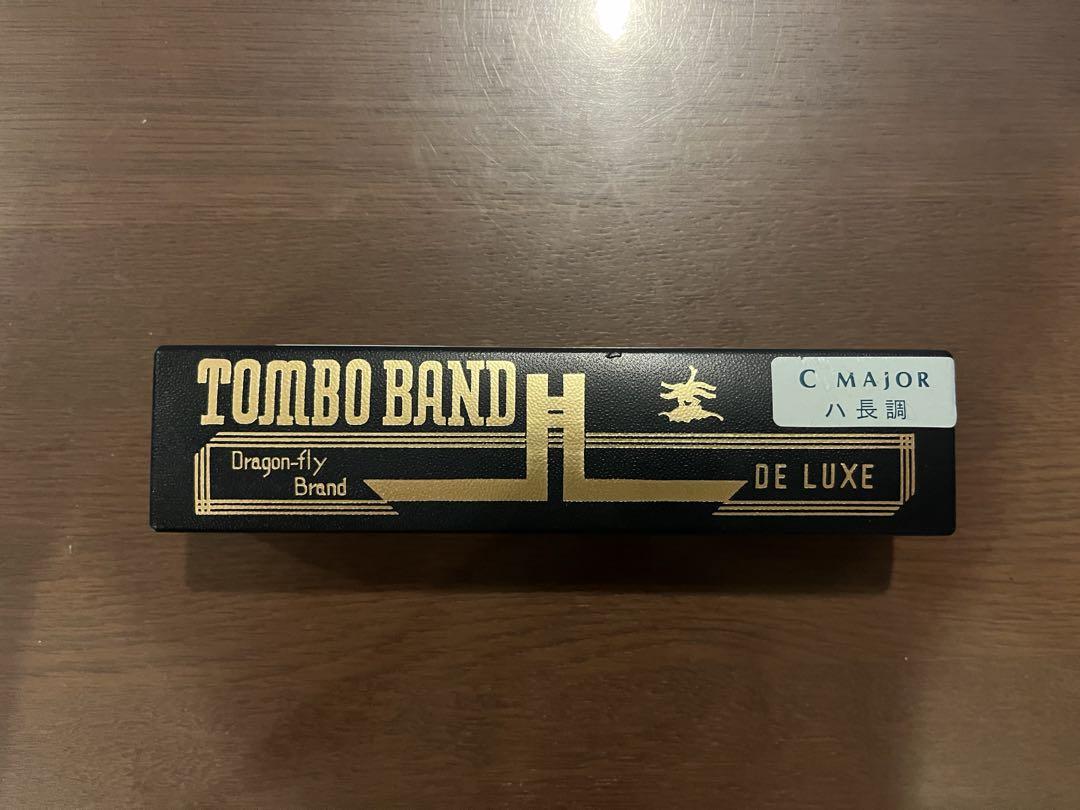 TOMBO BAND
C MAJOR
ハ長調
Dragon-fly
Brand
DE LUXE